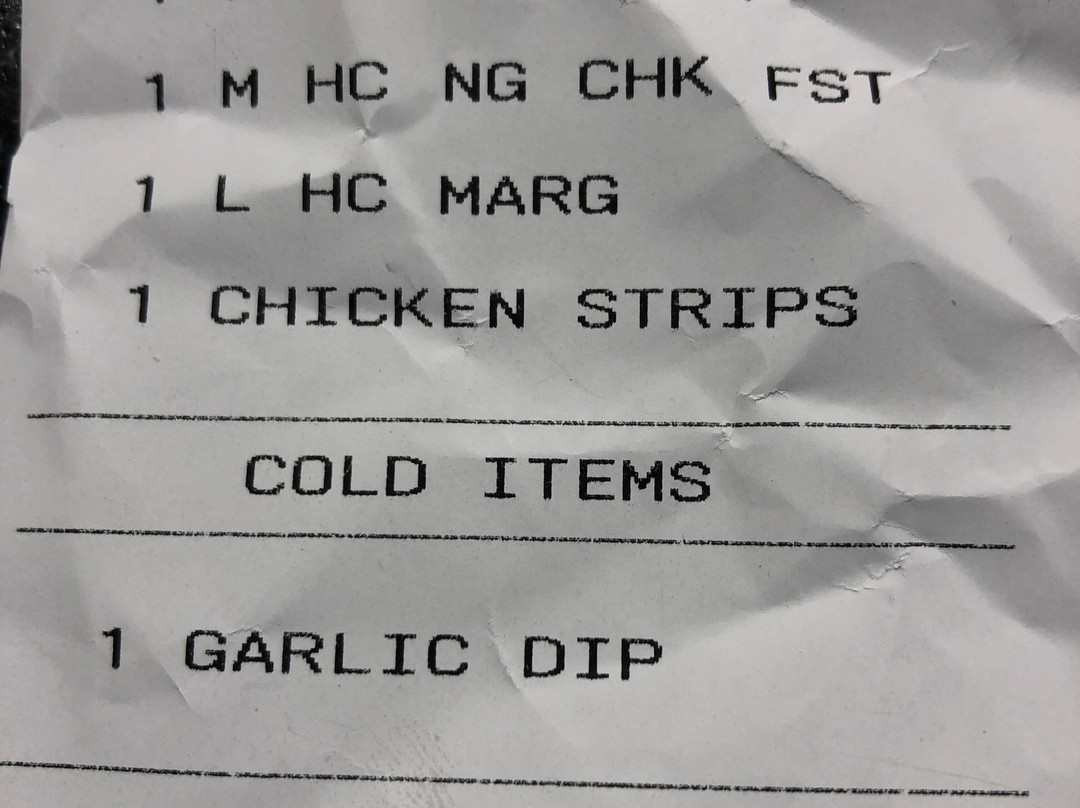 1 M HC NG CHK FST
1 L HC MARG
1 CHICKEN STRIPS
COLD ITEMS
1 GARLIC DIP